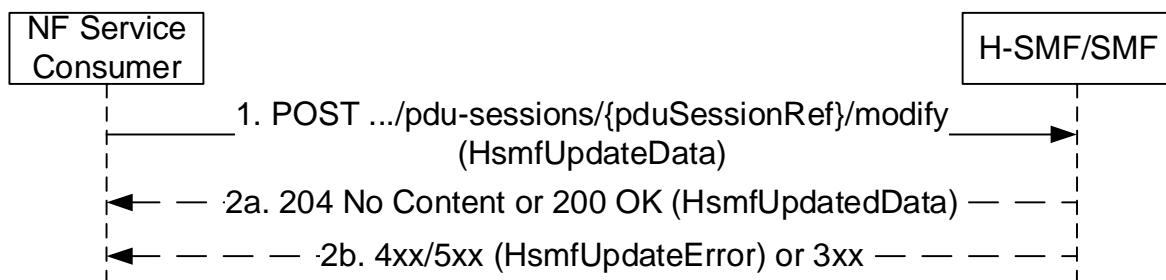 NF Service
Consumer
H-SMF/SMF
1. POST .../pdu-sessions/{pduSessionRef}/modify
(HsmfUpdateData)
2a. 204 No Content or 200 OK (HsmfUpdatedData)
2b. 4xx/5xx (HsmfUpdateError) or 3xx